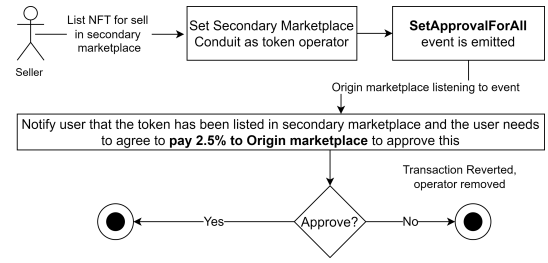 List NFT for sell
in secondary
marketplace
Seller
Set Secondary Marketplace
Conduit as token operator
SetApprovalForAll
event is emitted
Origin marketplace listening to event
Notify user that the token has been listed in secondary marketplace and the user needs
to agree to pay 2.5% to Origin marketplace to approve this
Transaction Reverted,
operator removed
Yes
Approve?
No